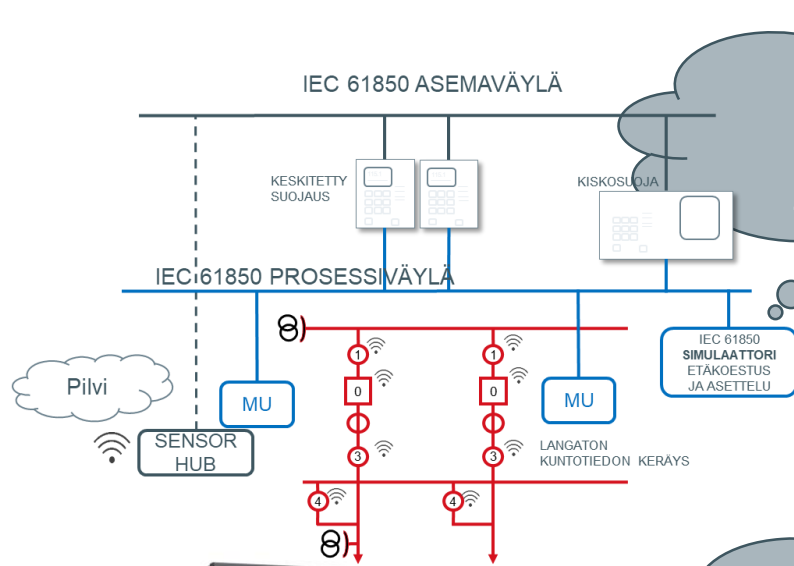 IEC 61850 ASEMAVÄYLÄ
KESKITETTY
SUOJAUS
KISKOSUOJA
IEC 61850 PROSESSIVÄYLÄ
IEC 61850
SIMULAATTORI
ETÄKOESTUS
JA ASETTELU
1
1
Pilvi
0
0
MU
MU
SENSOR
HUB
3
3
LANGATON
KUNTOTIEDON KERÄYS
4
4